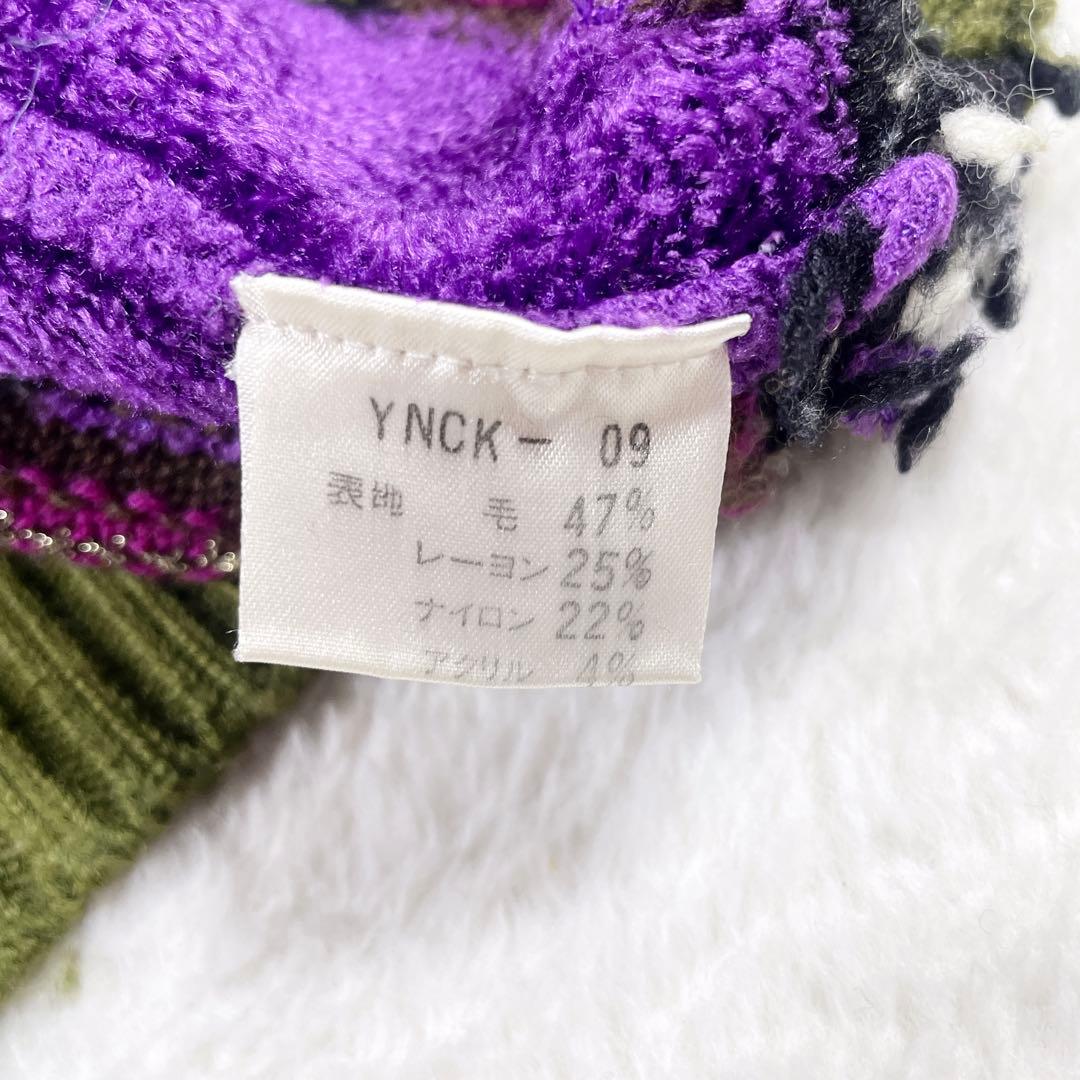 YNCK- 09
表地 毛 47%
レーヨン 25%
ナイロン 22%
アクリル 4%